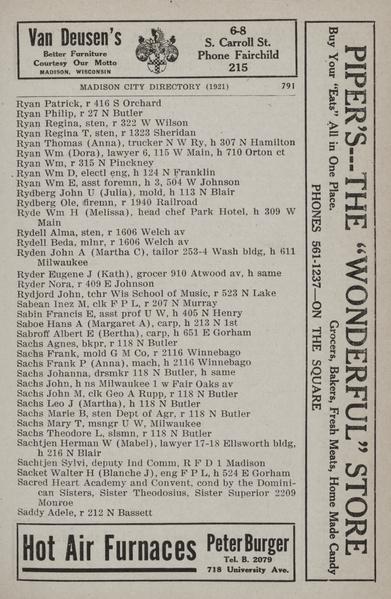 Van Deusen's
Better Furniture
Courtesy Our Motto
MADISON, WISCONSIN
6-8
S. Carroll St.
Phone Fairchild
215
MADISON CITY DIRECTORY (1921) 791
Ryan Patrick, r 416 S Orchard
Ryan Philip, r 27 N Butler
Ryan Regina, sten, r 322 W Wilson
Ryan Regina T, sten, r 1323 Sheridan
Ryan Thomas (Anna), trucker N W Ry, h 307 N Hamilton
Ryan Wm (Dora), lawyer 6, 115 W Main, h 710 Orton ct
Ryan Wm, r 315 N Pinckney
Ryan Wm D, electl eng, h 124 N Franklin
Ryan Wm E, asst foremn, h 3, 504 W Johnson
Rydberg John U (Julia), mold, h 113 N Blair
Rydberg Ole, firemn, r 1940 Railroad
Ryde Wm H (Melissa), head chef Park Hotel, h 309 W
Main
Rydell Alma, sten, r 1606 Welch av
Rydell Beda, mlnr, r 1606 Welch av
Ryden John A (Martha C), tailor 253-4 Wash bldg, h 611
Milwaukee
Ryder Eugene J (Kath), grocer 910 Atwood av, h same
Ryder Nora, r 409 E Johnson
Rydjord John, tchr Wis School of Music, r 523 N Lake
Sabean Inez M, clk F P L, r 207 N Murray
Sabin Francis E, asst prof U W, h 405 N Henry
Saboe Hans A (Margaret A), carp, h 213 N 1st
Sabroff Albert E (Bertha), carp, h 651 E Gorham
Sachs Agnes, bkpr, r 118 N Butler
Sachs Frank, mold G M Co, r 2116 Winnebago
Sachs Frank P (Anna), mach, h 2116 Winnebago
Sachs Johanna, drsmkr 118 N Butler, h same
Sachs John, h ns Milwaukee 1 w Fair Oaks av
Sachs John M, clk Geo A Rupp, r 118 N Butler
Sachs Leo J (Martha), h 118 N Butler
Sachs Marie B, sten Dept of Agr, r 118 N Butler
Sachs Mary T, msngr U W, Milwaukee
Sachs Theodore L, slsmn, r 118 N Butler
Sachtjen Herman W (Mabel), lawyer 17-18 Ellsworth bldg,
h 216 N Blair
Sachtjen Sylvi, deputy Ind Comm, R F D 1 Madison
Sacket Walter H (Blanche J), eng F P L, h 524 E Gorham
Sacred Heart Academy and Convent, cond by the Domini-
can Sisters, Sister Theodosius, Sister Superior 2209
Monroe
Saddy Adele, r 212 N Bassett
Hot Air Furnaces
Peter Burger
Tel. B. 2079
718 University Ave.
PIPER'S---THE "WONDERFUL" STORE
Buy Your "Eats" All in One Place. Grocers, Bakers, Fresh Meats, Home Made Candy
PHONES 561-1237—ON THE SQUARE